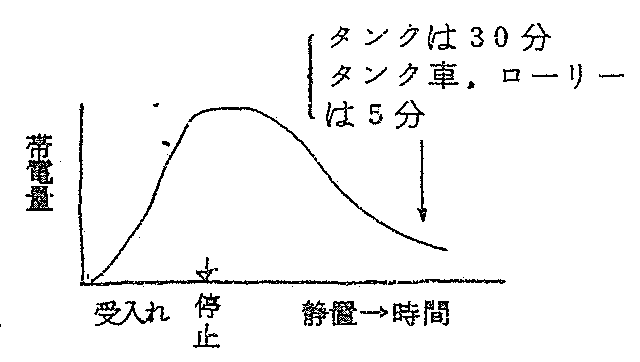 タンクは30分
タンク車.ローリー
は5分
帯電量
受入れ
停止
静置→時間